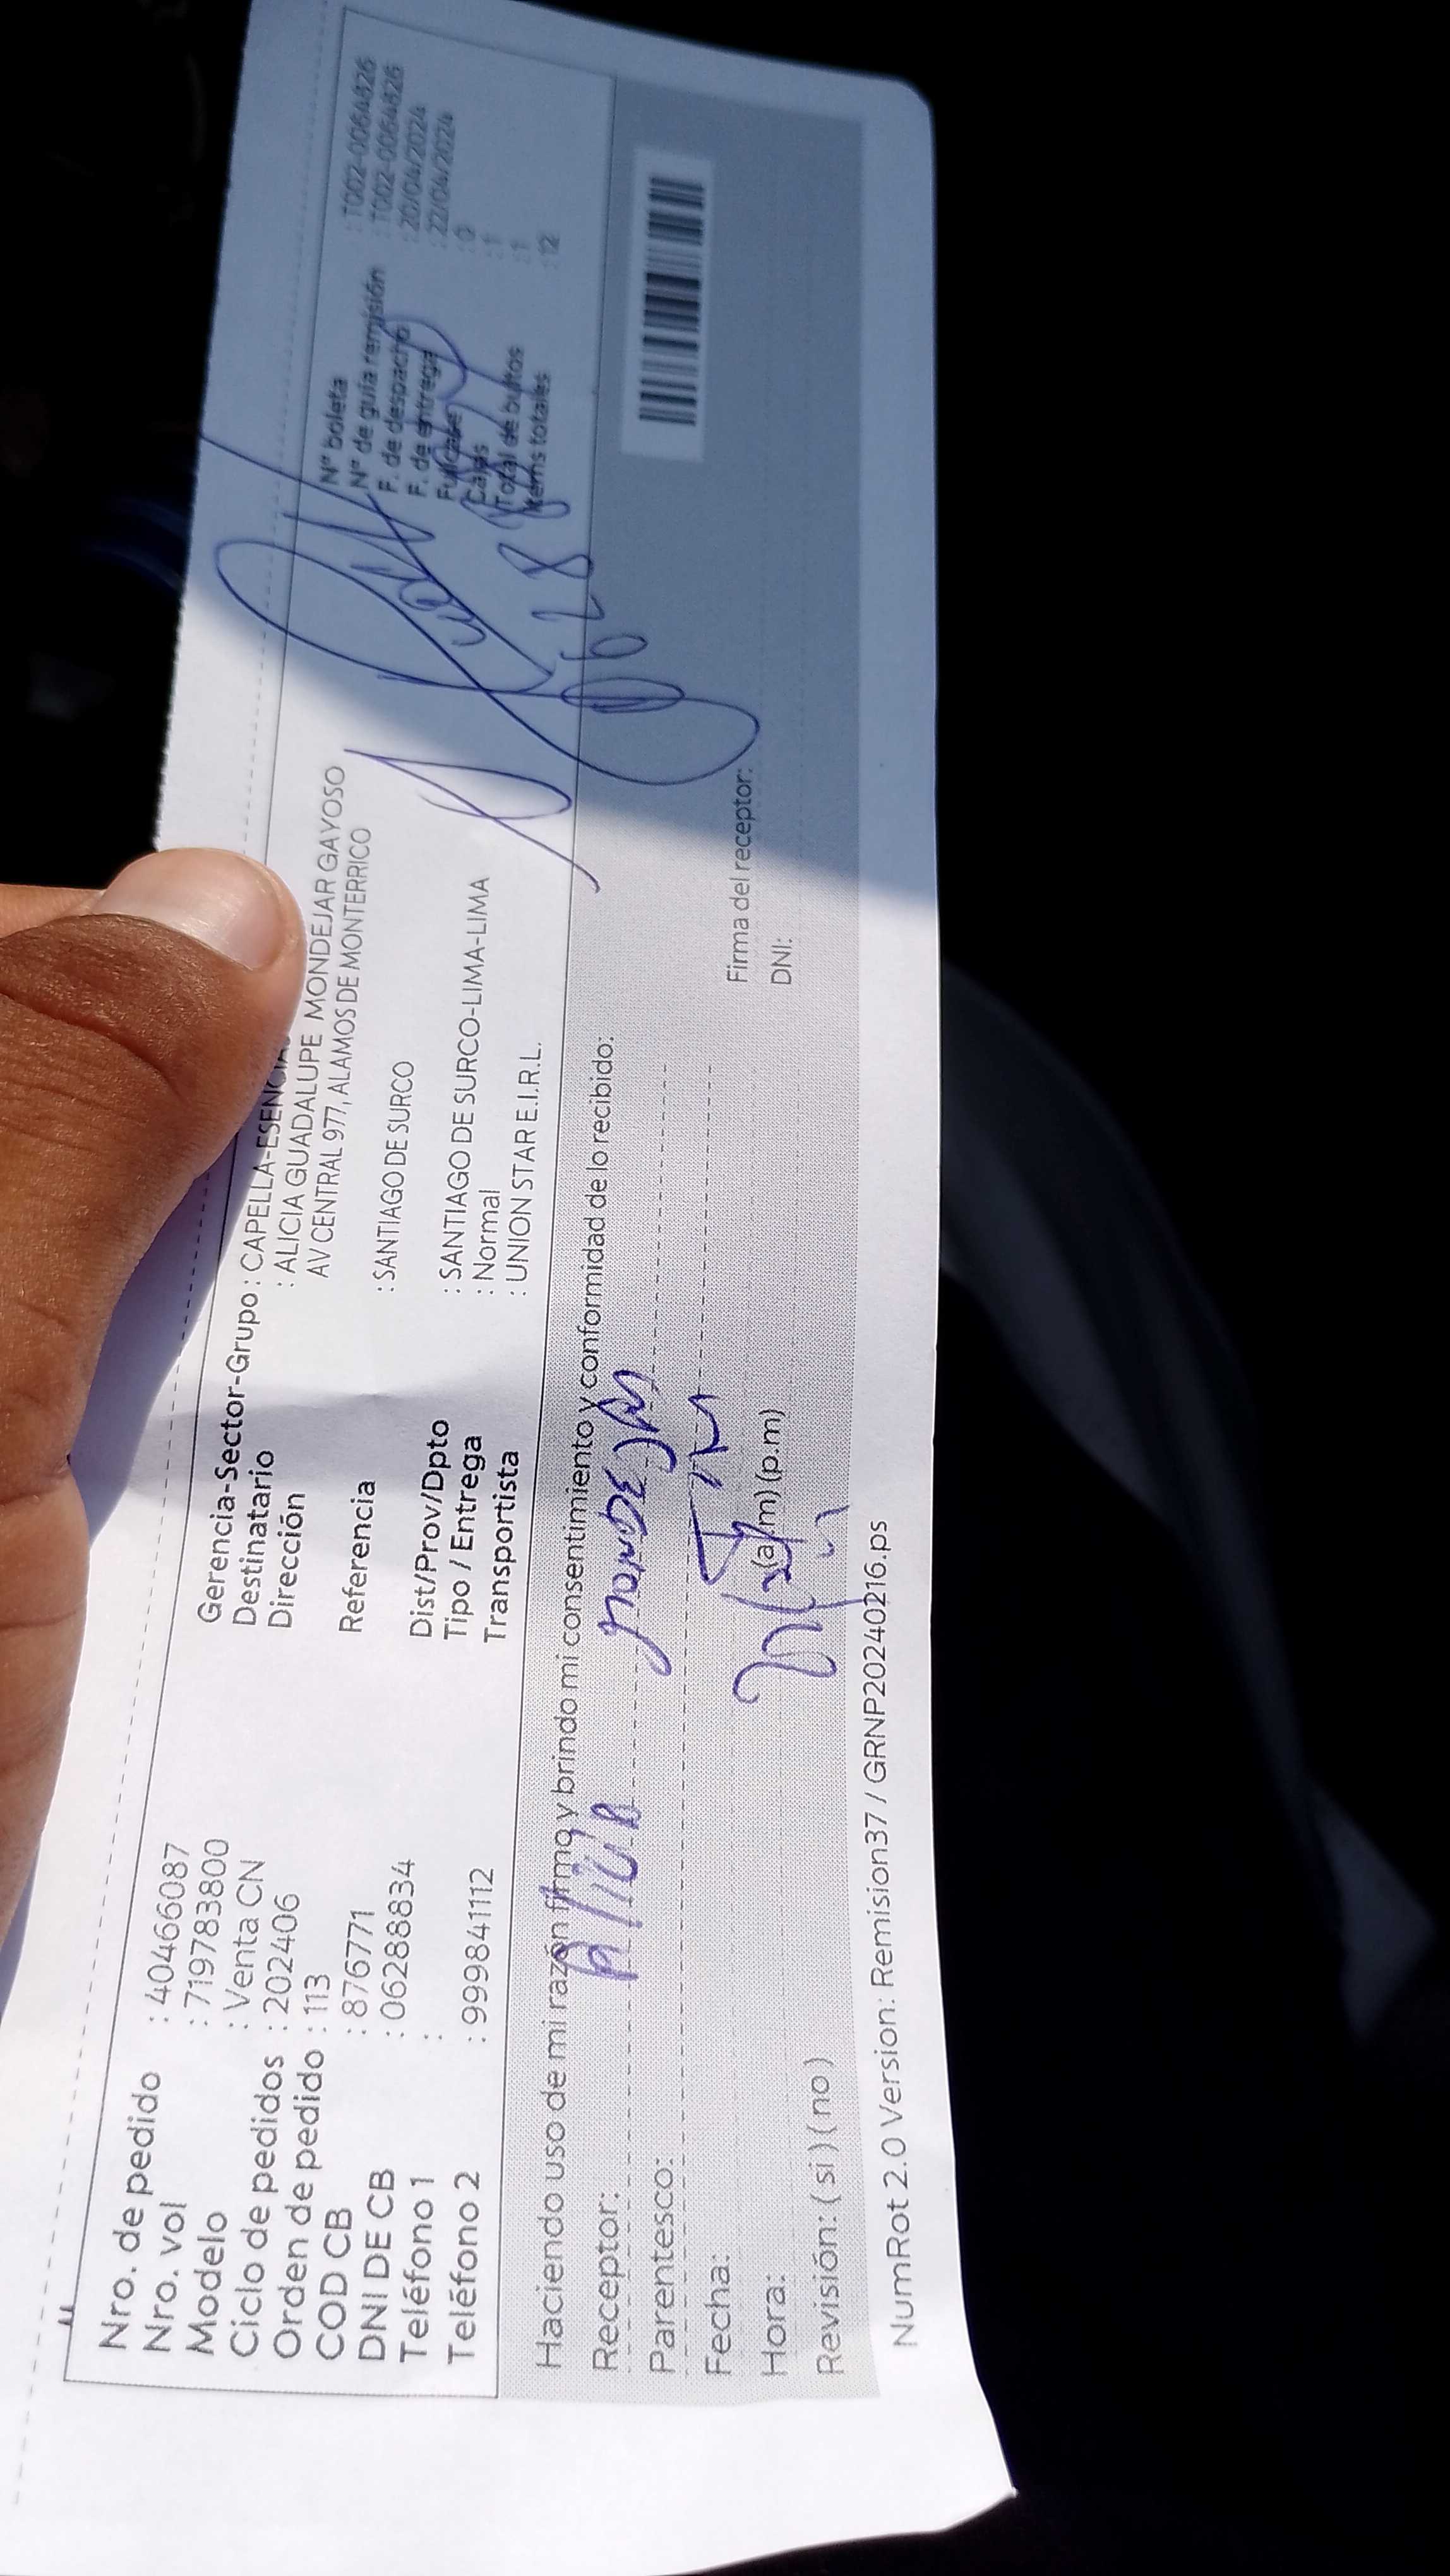 Nro. de pedido : 40466087
Nro. vol : 719783800
Modelo : Venta CN
Ciclo de pedidos : 202406
Orden de pedido : 113
COD CB : 876771
DNI DE CB : 06288834
Teléfono 1 :
Teléfono 2 : 999841112
Gerencia-Sector-Grupo : CAPELLA-ESENCIAS
Destinatario : ALICIA GUADALUPE MONDEJAR GAYOSO
Dirección AV CENTRAL 977, ALAMOS DE MONTERRICO
Referencia : SANTIAGO DE SURCO
Dist/Prov/Dpto : SANTIAGO DE SURCO-LIMA-LIMA
Tipo / Entrega : Normal
Transportista : UNION STAR E.I.R.L.
N° boleta : T002-0064626
N° de guía remisión : T002-0064626
F. de despacho : 20/04/2024
F. de entrega : 22/04/2024
Fullcase : 0
Cajas : 1
Total de bultos : 1
Items totales : 12
Haciendo uso de mi razón firmo y brindo mi consentimiento y conformidad de lo recibido:
Receptor: Alicia Mondejar
Parentesco:
Fecha:
Hora: (a.m) (p.m)
Revisión: ( si ) ( no )
Firma del receptor:
DNI:
NumRot 2.0 Version: Remision37 / GRNP20240216.ps